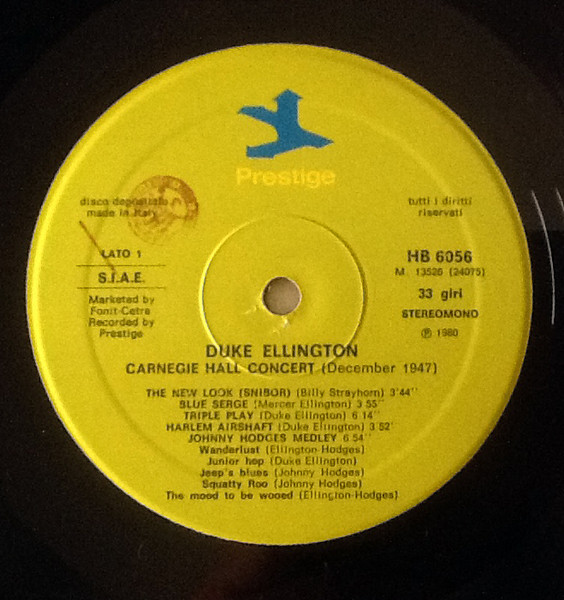 Prestige
disco depositato
made in Italy
tutti i diritti
riservati
LATO 1
S.I.A.E.
Marketed by
Fonit-Cetra
Recorded by
Prestige
HB 6056
M. 13526 (24075)
33 giri
STEREOMONO
℗ 1980
DUKE ELLINGTON
CARNEGIE HALL CONCERT (December 1947)
THE NEW LOOK (SNIBOR) (Billy Strayhorn) 3'44"
BLUE SERGE (Mercer Ellington) 3 55"
TRIPLE PLAY (Duke Ellington) 6 14"
HARLEM AIRSHAFT (Duke Ellington) 3 52'
JOHNNY HODGES MEDLEY 6 54"
Wanderlust (Ellington-Hodges)
Junior hop (Duke Ellington)
Jeep's blues (Johnny Hodges)
Squatty Roo (Johnny Hodges)
The mood to be wooed (Ellington-Hodges)